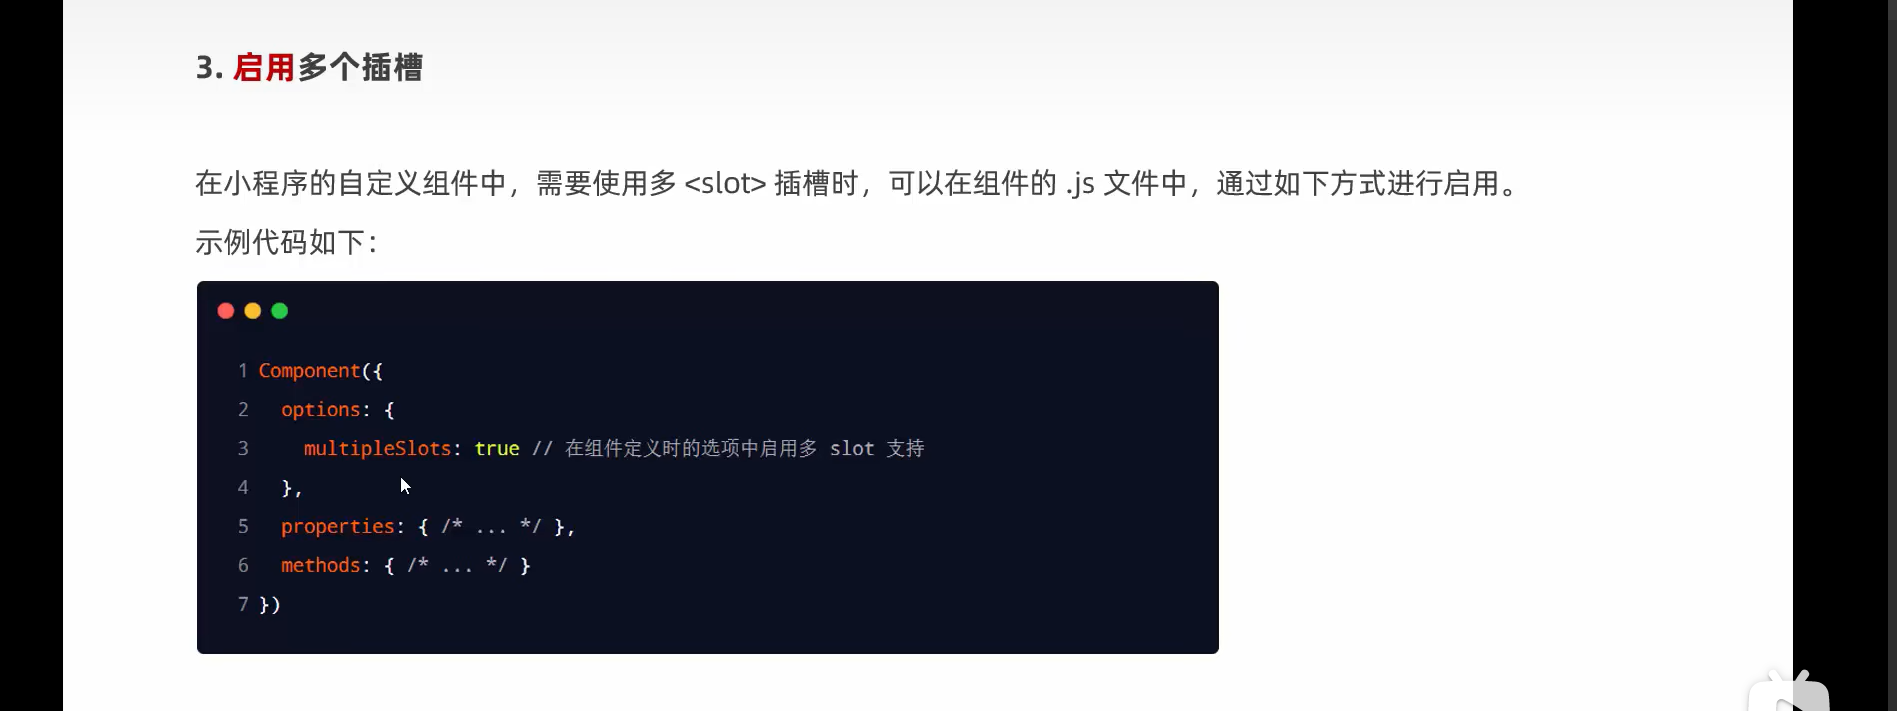 3. 启用多个插槽
在小程序的自定义组件中，需要使用多 <slot> 插槽时，可以在组件的 .js 文件中，通过如下方式进行启用。
示例代码如下：
1 Component({
2   options: {
3     multipleSlots: true // 在组件定义时的选项中启用多 slot 支持
4   },
5   properties: { /* ... */ },
6   methods: { /* ... */ }
7 })